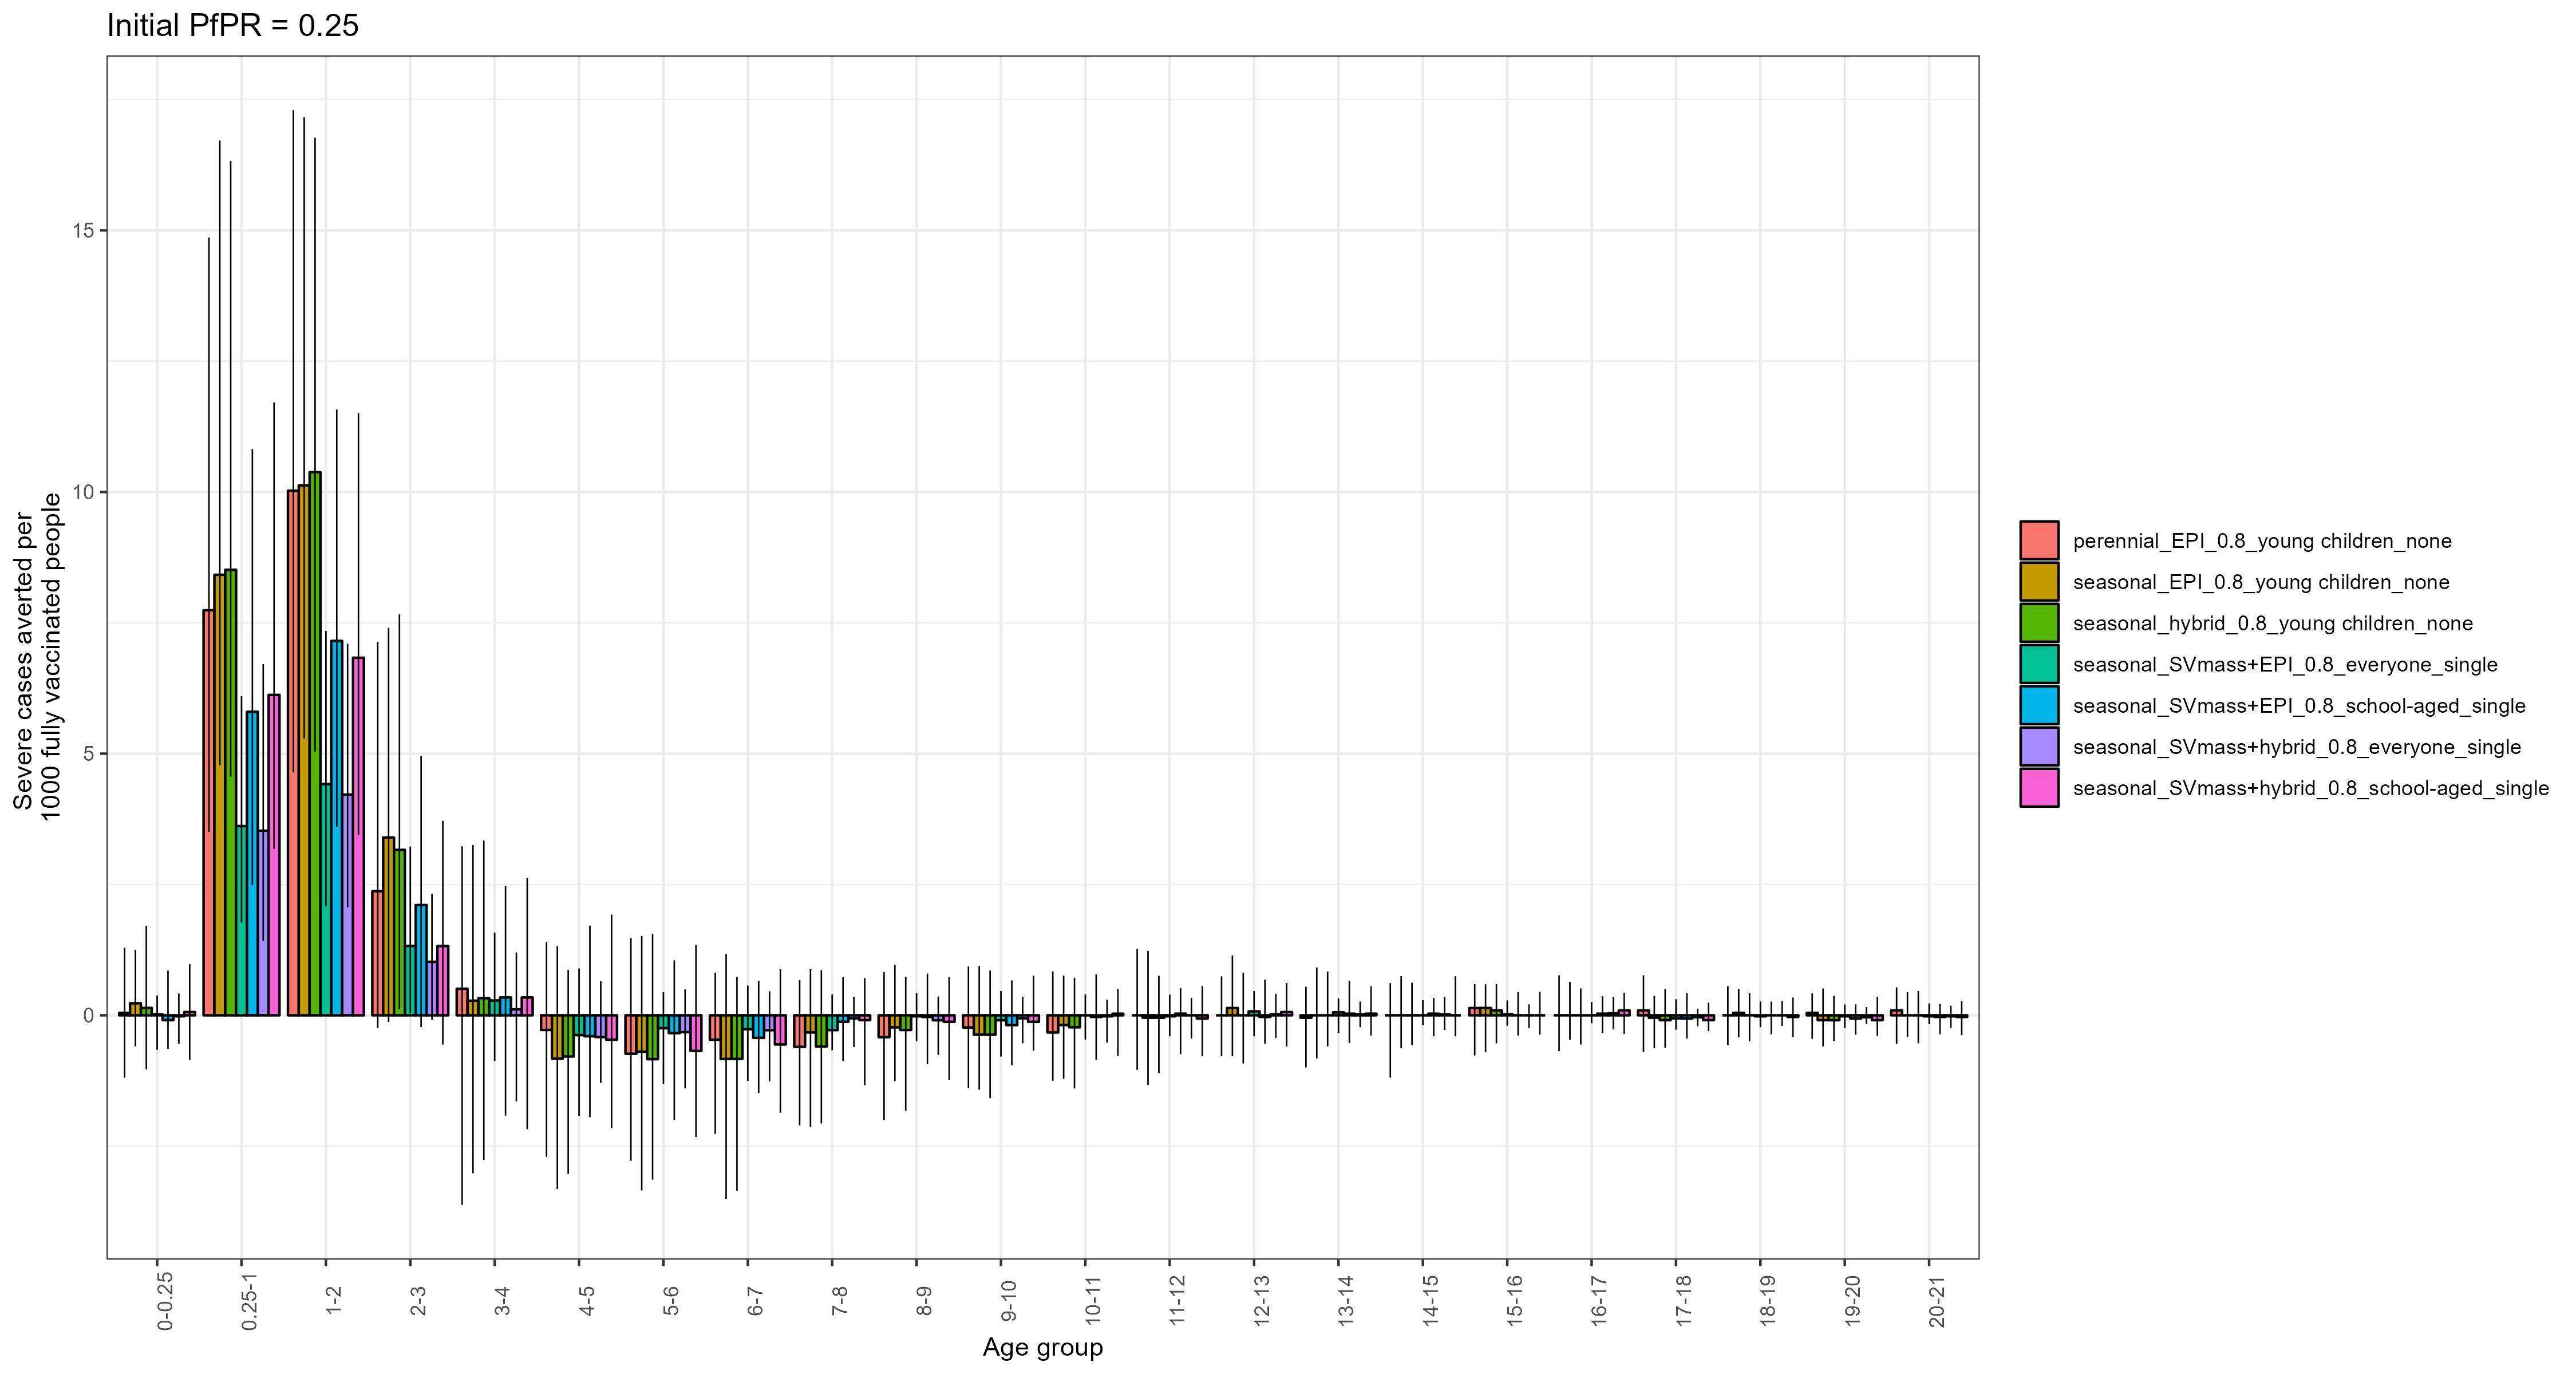 Initial PfPR = 0.25
Severe cases averted per
1000 fully vaccinated people
15
10
5
0
0-0.25
0.25-1
1-2
2-3
3-4
4-5
5-6
6-7
7-8
8-9
9-10
10-11
11-12
12-13
13-14
14-15
15-16
16-17
17-18
18-19
19-20
20-21
Age group
perennial_EPI_0.8_young children_none
seasonal_EPI_0.8_young children_none
seasonal_hybrid_0.8_young children_none
seasonal_SVmass+EPI_0.8_everyone_single
seasonal_SVmass+EPI_0.8_school-aged_single
seasonal_SVmass+hybrid_0.8_everyone_single
seasonal_SVmass+hybrid_0.8_school-aged_single